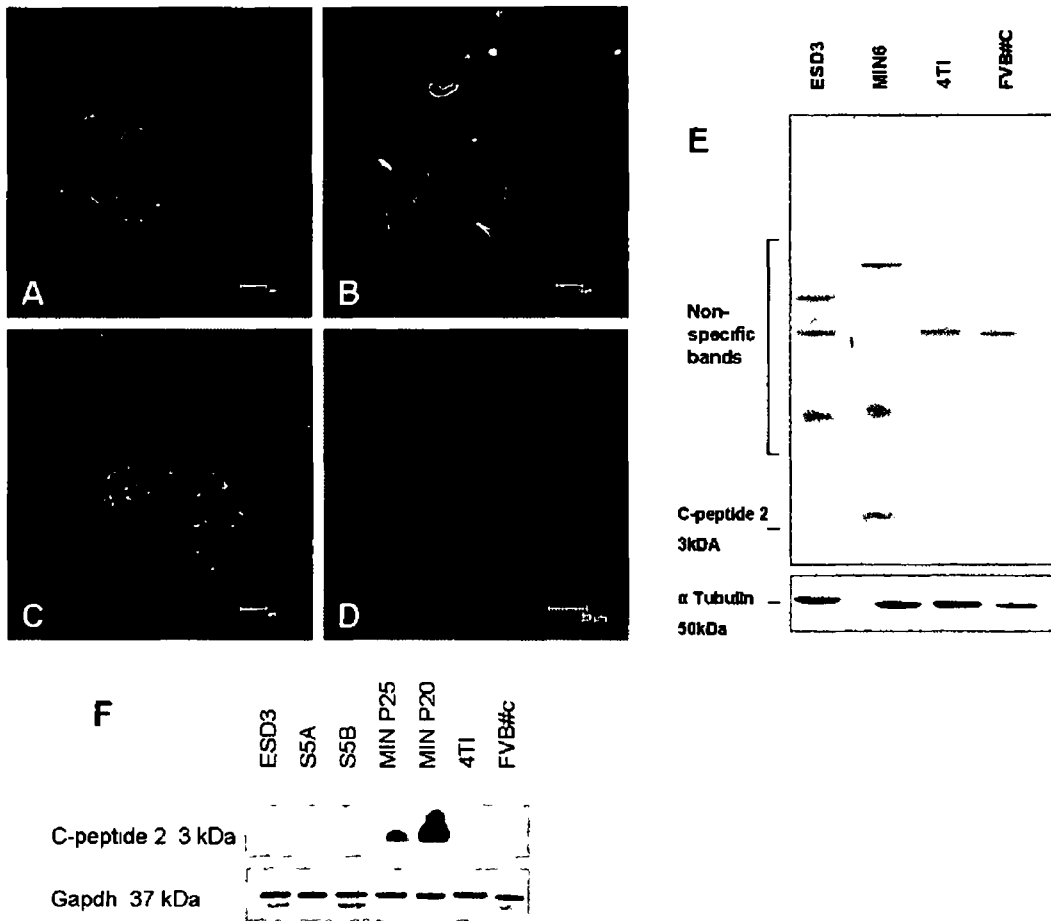 A
B
C
D
E
ESD3
MIN6
4TI
FVB#C
Non-
specific
bands
C-peptide 2
3kDA
α Tubulin
50kDa
F
ESD3
S5A
S5B
MIN P25
MIN P20
4TI
FVB#c
C-peptide 2 3 kDa
Gapdh 37 kDa